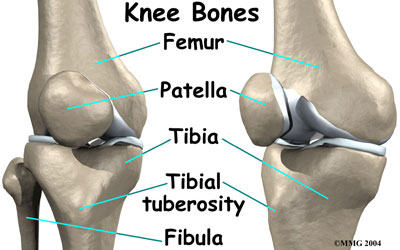 Knee Bones
Femur
Patella
Tibia
Tibial
tuberosity
Fibula
©MMG 2004